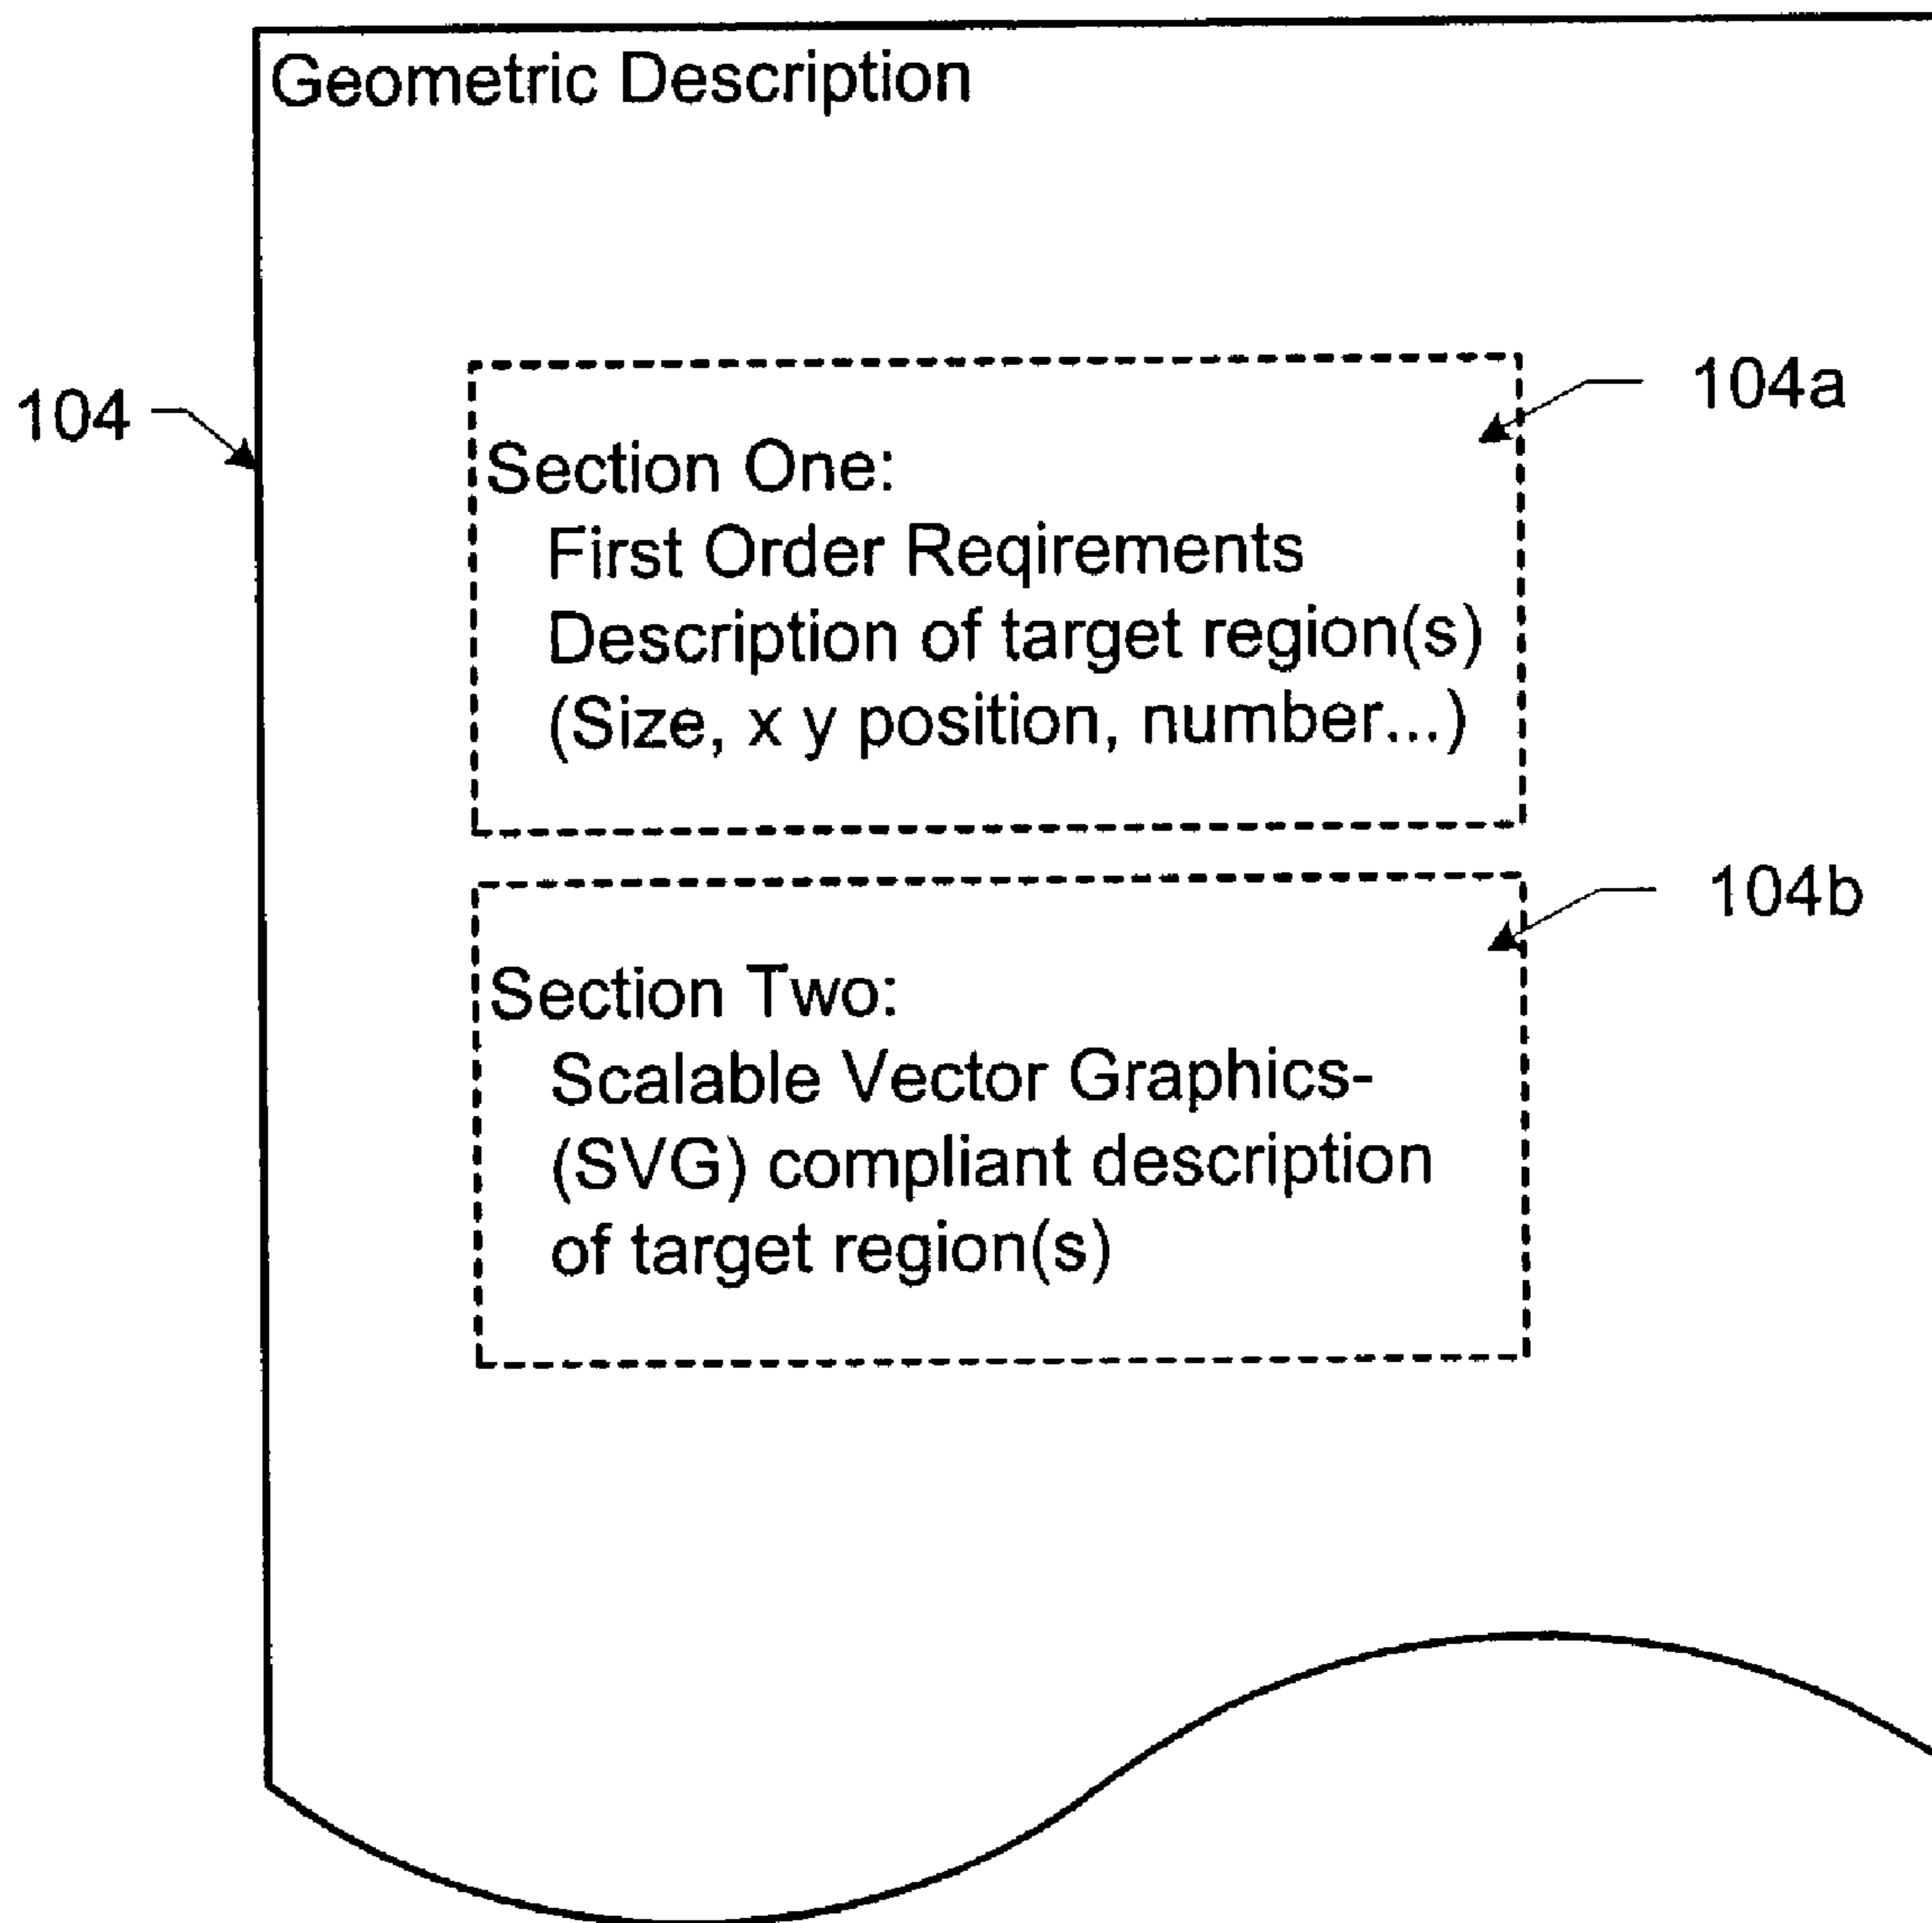 Geometric Description
104
104a
Section One:
First Order Reqirements
Description of target region(s)
(Size, x y position, number...)
104b
Section Two:
Scalable Vector Graphics-
(SVG) compliant description
of target region(s)